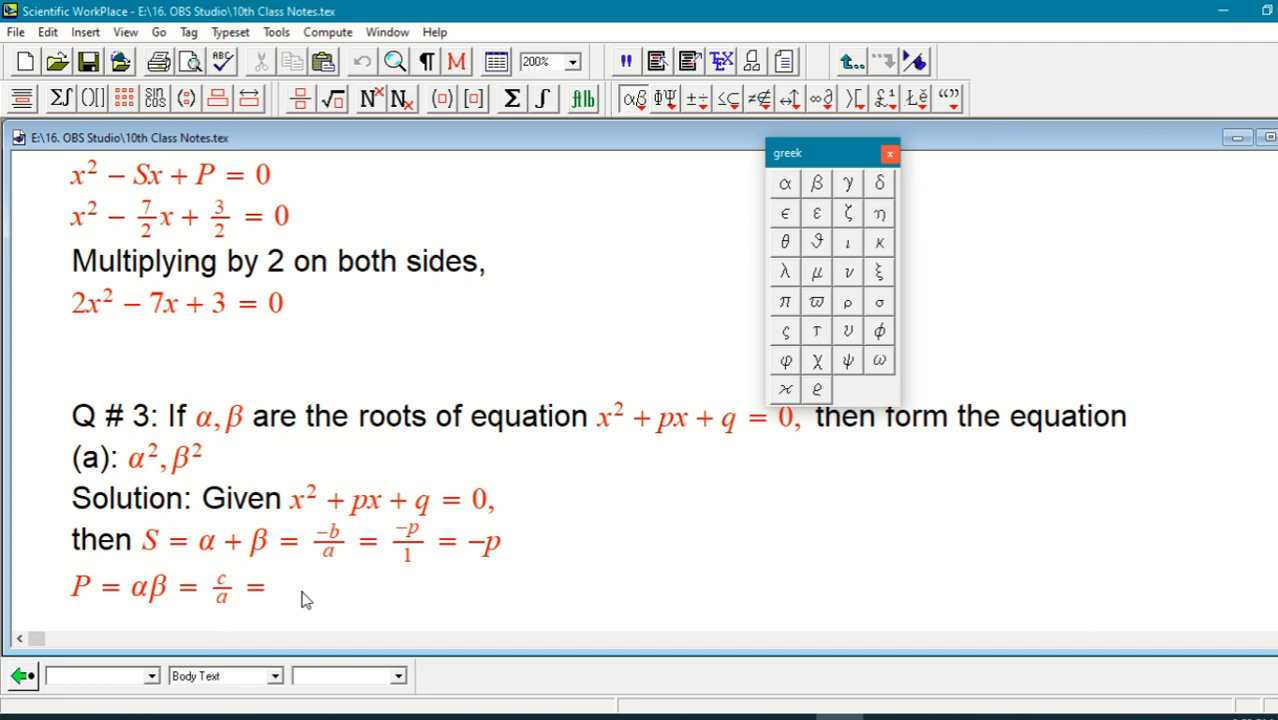 Scientific WorkPlace - E:\16. OBS Studio\10th Class Notes.tex
File Edit Insert View Go Tag Typeset Tools Compute Window Help
200%
E:\16. OBS Studio\10th Class Notes.tex
greek
α β γ δ
ϵ ε ζ η
θ ϑ ι κ
λ μ ν ξ
π ϖ ρ σ
ς τ υ ϕ
φ χ ψ ω
ϰ ϱ
x² − Sx + P = 0
x² − 7/2 x + 3/2 = 0
Multiplying by 2 on both sides,
2x² − 7x + 3 = 0
Q # 3: If α, β are the roots of equation x² + px + q = 0, then form the equation
(a): α², β²
Solution: Given x² + px + q = 0,
then S = α + β = −b/a = −p/1 = −p
P = αβ = c/a =
Body Text